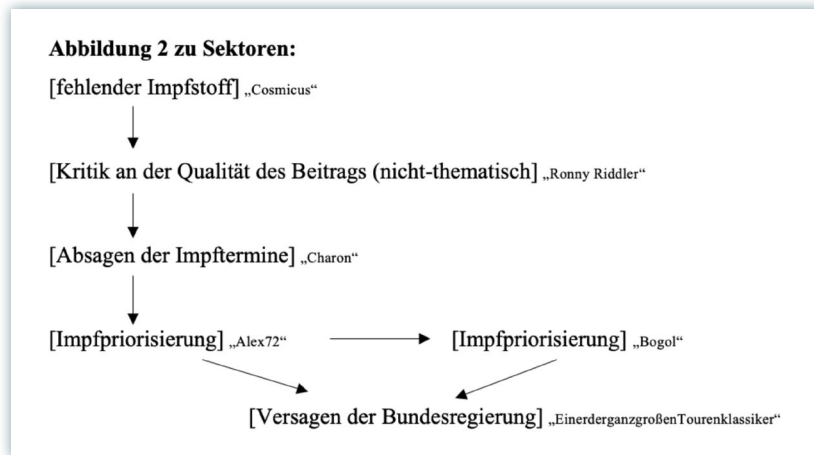 Abbildung 2 zu Sektoren:
[fehlender Impfstoff] „Cosmicus“
[Kritik an der Qualität des Beitrags (nicht-thematisch] „Ronny Riddler“
[Absagen der Impftermine] „Charon“
[Impfpriorisierung] „Alex72“ [Impfpriorisierung] „Bogol“
[Versagen der Bundesregierung] „EinerderganzgroßenTourenklassiker“